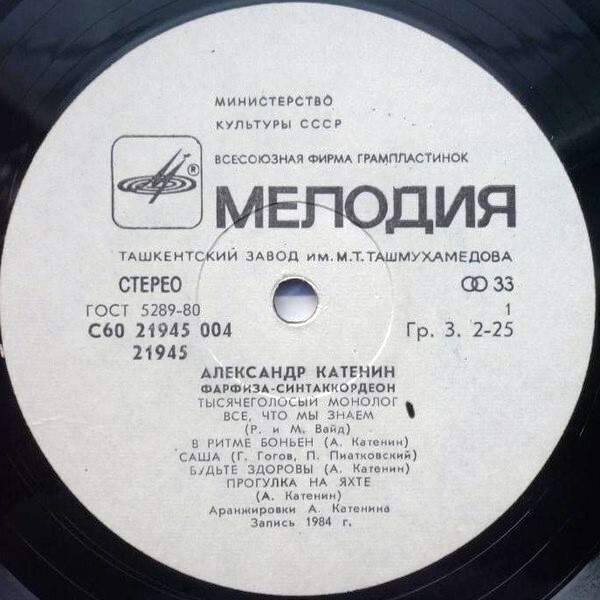 МИНИСТЕРСТВО
КУЛЬТУРЫ СССР
ВСЕСОЮЗНАЯ ФИРМА ГРАМПЛАСТИНОК
®
МЕЛОДИЯ
ТАШКЕНТСКИЙ ЗАВОД ИМ. М.Т. ТАШМУХАМЕДОВА
СТЕРЕО 33
ГОСТ 5289-80 1
С60 21945 004 Гр. 3. 2-25
21945
АЛЕКСАНДР КАТЕНИН
ФАРФИЗА-СИНТАККОРДЕОН
ТЫСЯЧЕГОЛОСЫЙ МОНОЛОГ
ВСЕ, ЧТО МЫ ЗНАЕМ
(Р. и М. Вайд)
В РИТМЕ БОНЬЕН (А. Катенин)
САША (Г. Гогов, П. Пиатковский)
БУДЬТЕ ЗДОРОВЫ (А. Катенин)
ПРОГУЛКА НА ЯХТЕ
(А. Катенин)
Аранжировки А. Катенина
Запись 1984 г.